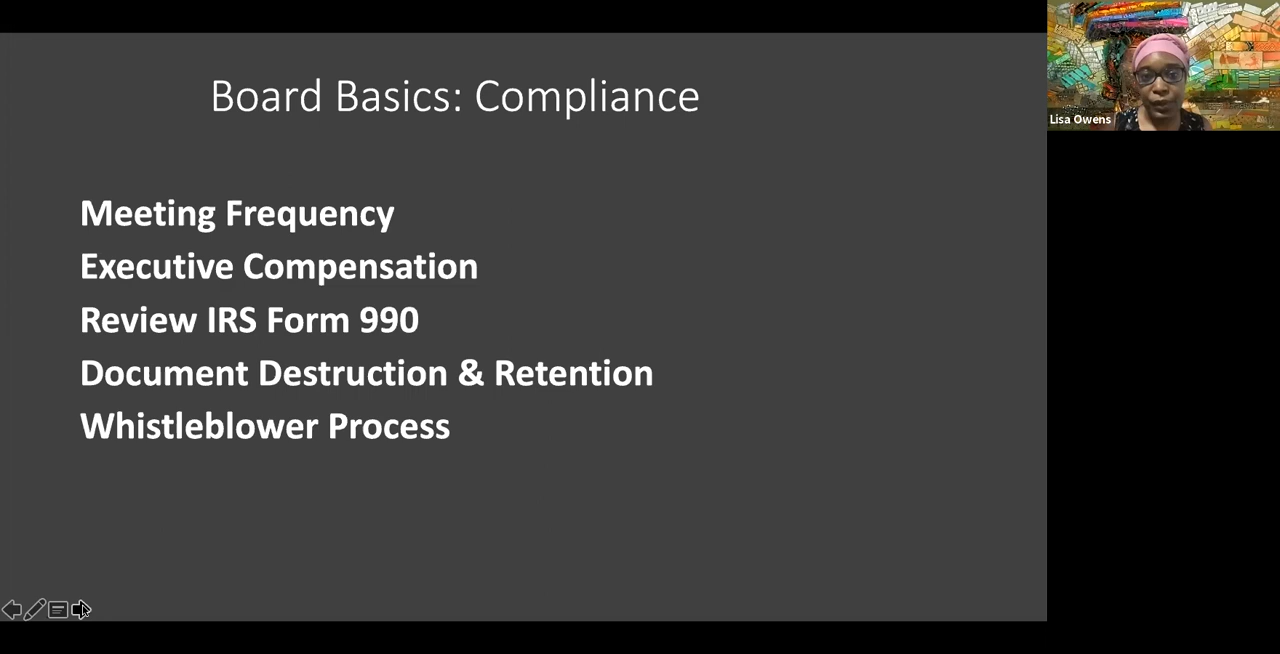 Board Basics: Compliance
Lisa Owens
Meeting Frequency
Executive Compensation
Review IRS Form 990
Document Destruction & Retention
Whistleblower Process